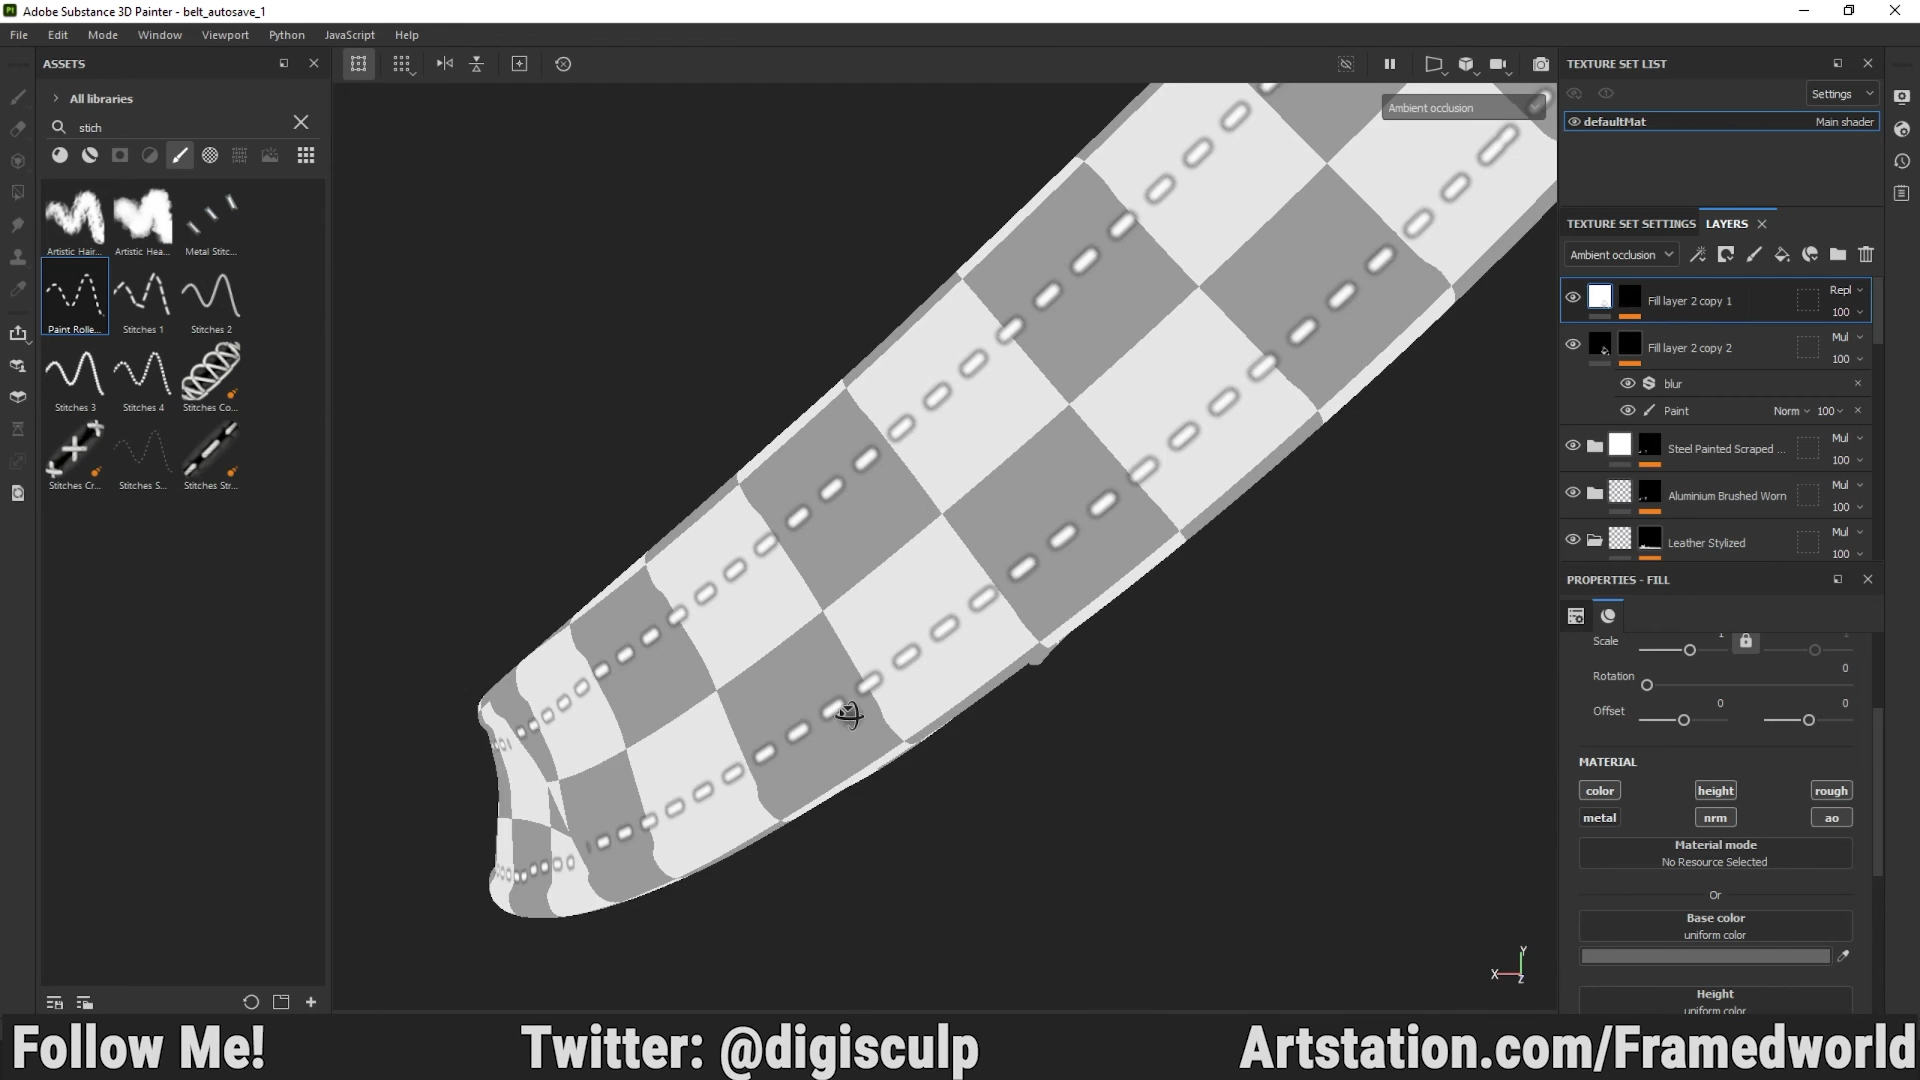 Adobe Substance 3D Painter - belt_autosave_1
File Edit Mode Window Viewport Python JavaScript Help
ASSETS
All libraries
stich
Artistic Hair...
Artistic Hea...
Metal Stitc...
Paint Rolle...
Stitches 1
Stitches 2
Stitches 3
Stitches 4
Stitches Co...
Stitches Cr...
Stitches S...
Stitches Str...
Ambient occlusion
Y
X
Z
TEXTURE SET LIST
Settings
defaultMat Main shader
TEXTURE SET SETTINGS LAYERS
Ambient occlusion
Fill layer 2 copy 1 Repl
100
Fill layer 2 copy 2 Mul
100
blur
Paint Norm 100
Steel Painted Scraped ... Mul
100
Aluminium Brushed Worn Mul
100
Leather Stylized Mul
100
PROPERTIES - FILL
Scale
Rotation 0
Offset 0 0
MATERIAL
color height rough
metal nrm ao
Material mode
No Resource Selected
Or
Base color
uniform color
Height
uniform color
Follow Me! Twitter: @digisculp Artstation.com/Framedworld